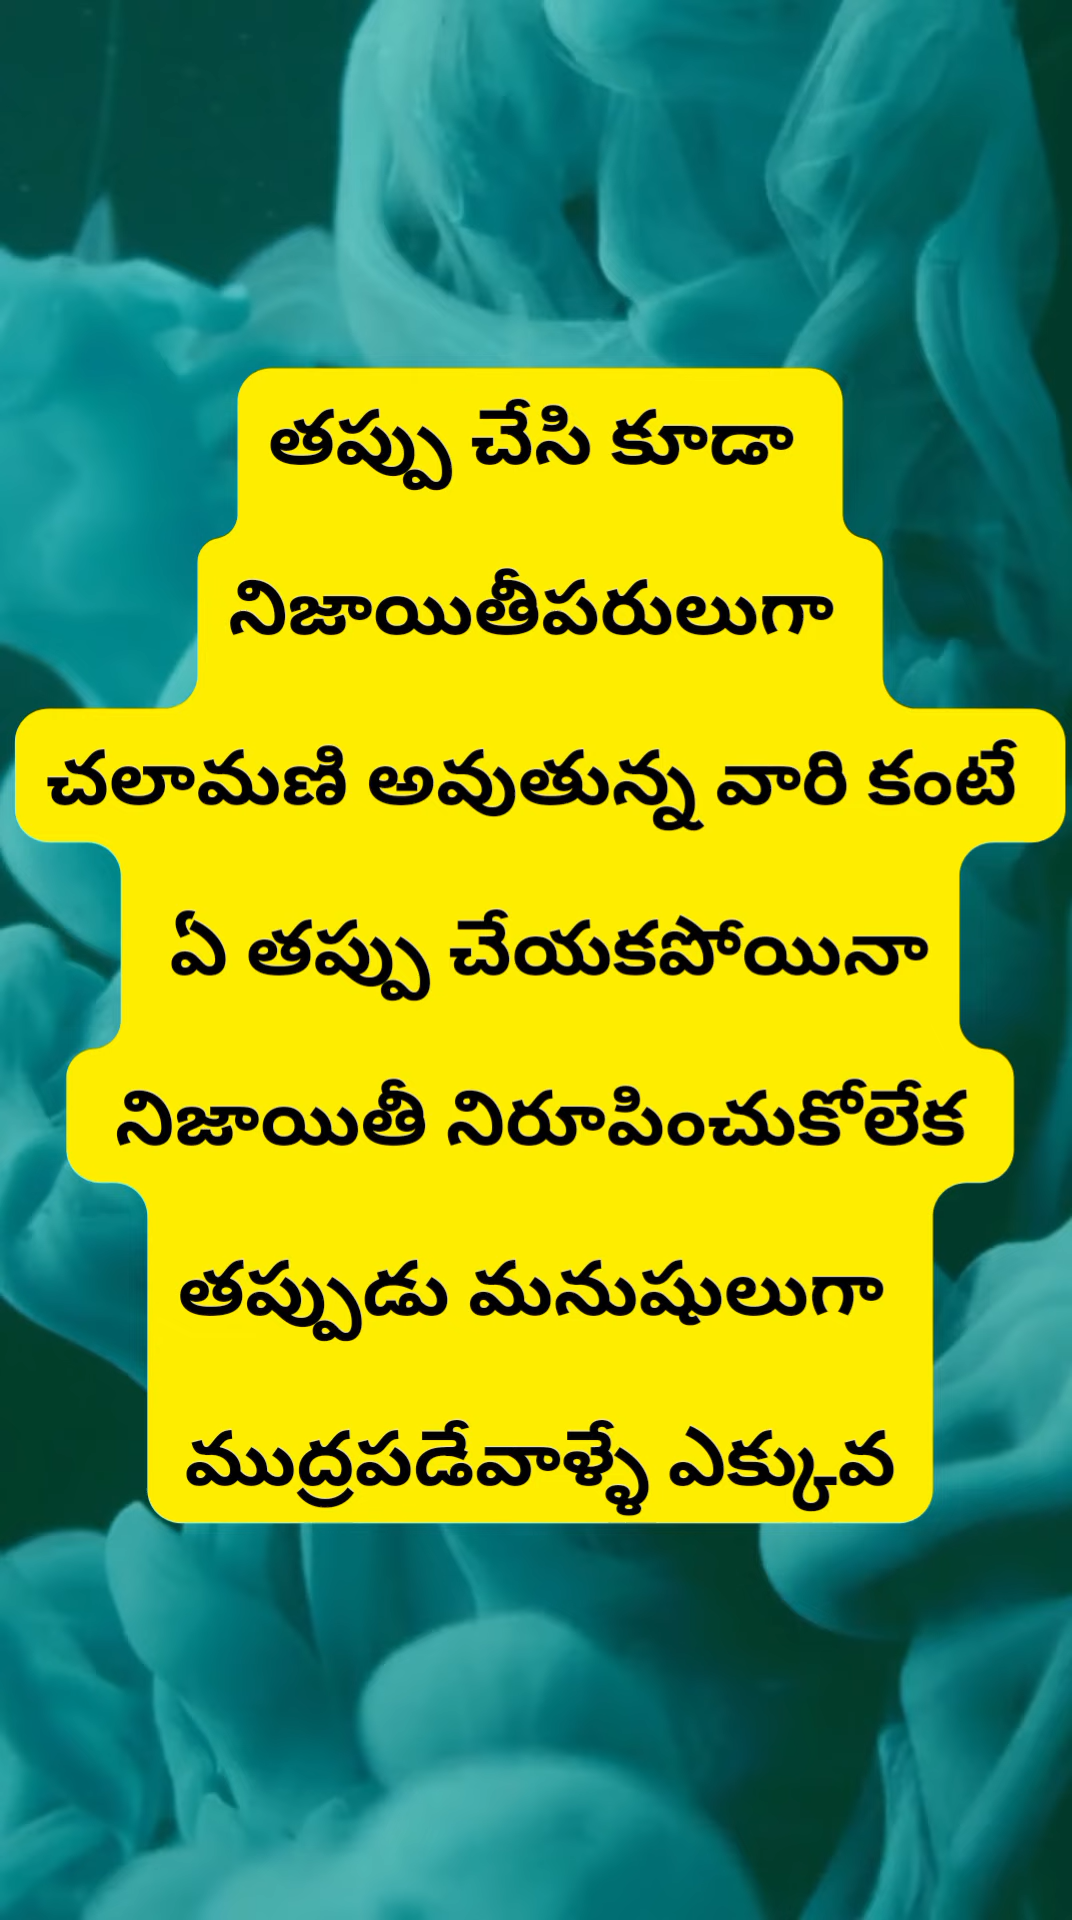 తప్పు చేసి కూడా
నిజాయితీపరులుగా
చలామణి అవుతున్న వారి కంటే
ఏ తప్పు చేయకపోయినా
నిజాయితీ నిరూపించుకోలేక
తప్పుడు మనుషులుగా
ముద్రపడేవాళ్ళే ఎక్కువ